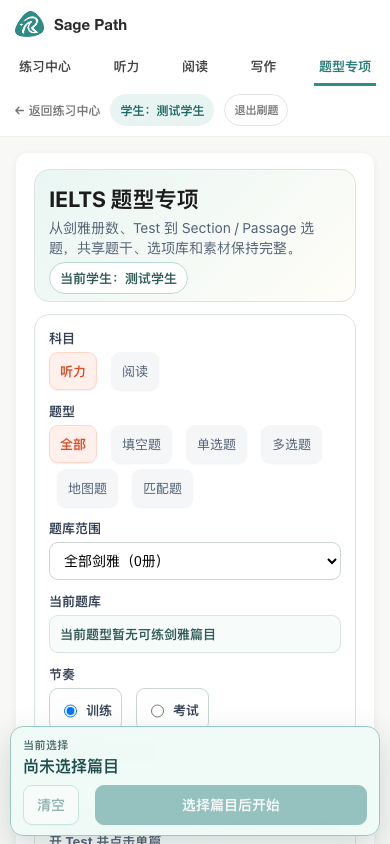 Sage Path
练习中心 听力 阅读 写作 题型专项
← 返回练习中心 学生：测试学生 退出刷题
IELTS 题型专项
从剑雅册数、Test 到 Section / Passage 选
题，共享题干、选项库和素材保持完整。
当前学生：测试学生
科目
听力 阅读
题型
全部 填空题 单选题 多选题
地图题 匹配题
题库范围
全部剑雅（0册）
当前题库
当前题型暂无可练剑雅篇目
节奏
训练 考试
当前选择
尚未选择篇目
清空 选择篇目后开始
开 Test 并点击单篇